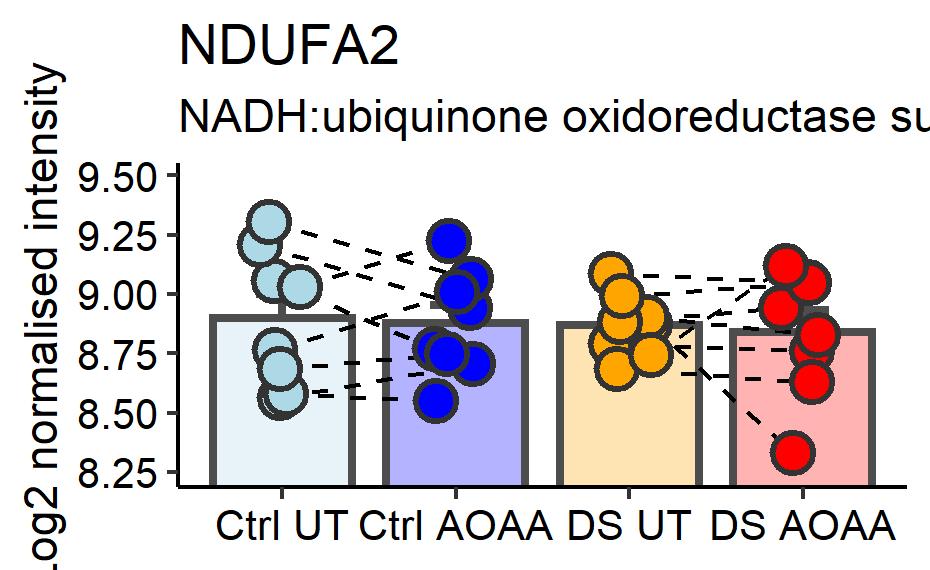 NDUFA2
NADH:ubiquinone oxidoreductase su
og2 normalised intensity
9.50
9.25
9.00
8.75
8.50
8.25
Ctrl UT
Ctrl AOAA
DS UT
DS AOAA